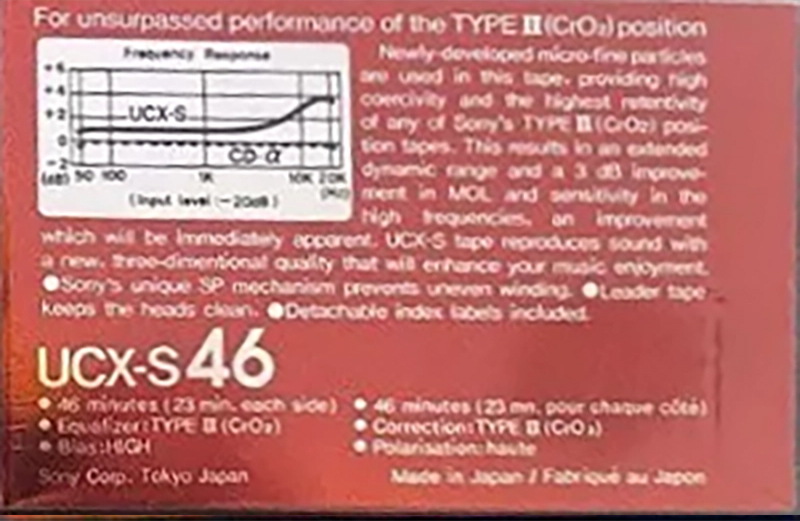 For unsurpassed performance of the TYPE II (CrO₂) position
Frequency Response
+6
+4
+2
0
-2
(dB) 50 100 1K 10K 20K
(Hz)
UCX-S
CD-α
(Input level -20dB)
Newly-developed micro-fine particles
are used in this tape, providing high
coercivity and the highest retentivity
of any of Sony's TYPE II (CrO₂) posi-
tion tapes. This results in an extended
dynamic range and a 3 dB improve-
ment in MOL and sensitivity in the
high frequencies, an improvement
which will be immediately apparent. UCX-S tape reproduces sound with
a new, three-dimentional quality that will enhance your music enjoyment.
●Sony's unique SP mechanism prevents uneven winding. ●Leader tape
keeps the heads clean. ●Detachable index labels included.
UCX-S 46
● 46 minutes (23 min. each side)
● Equalizer: TYPE II (CrO₂)
● Bias: HIGH
● 46 minutes (23 mn. pour chaque côté)
● Correction: TYPE II (CrO₂)
● Polarisation: haute
Sony Corp. Tokyo Japan
Made in Japan / Fabriqué au Japon